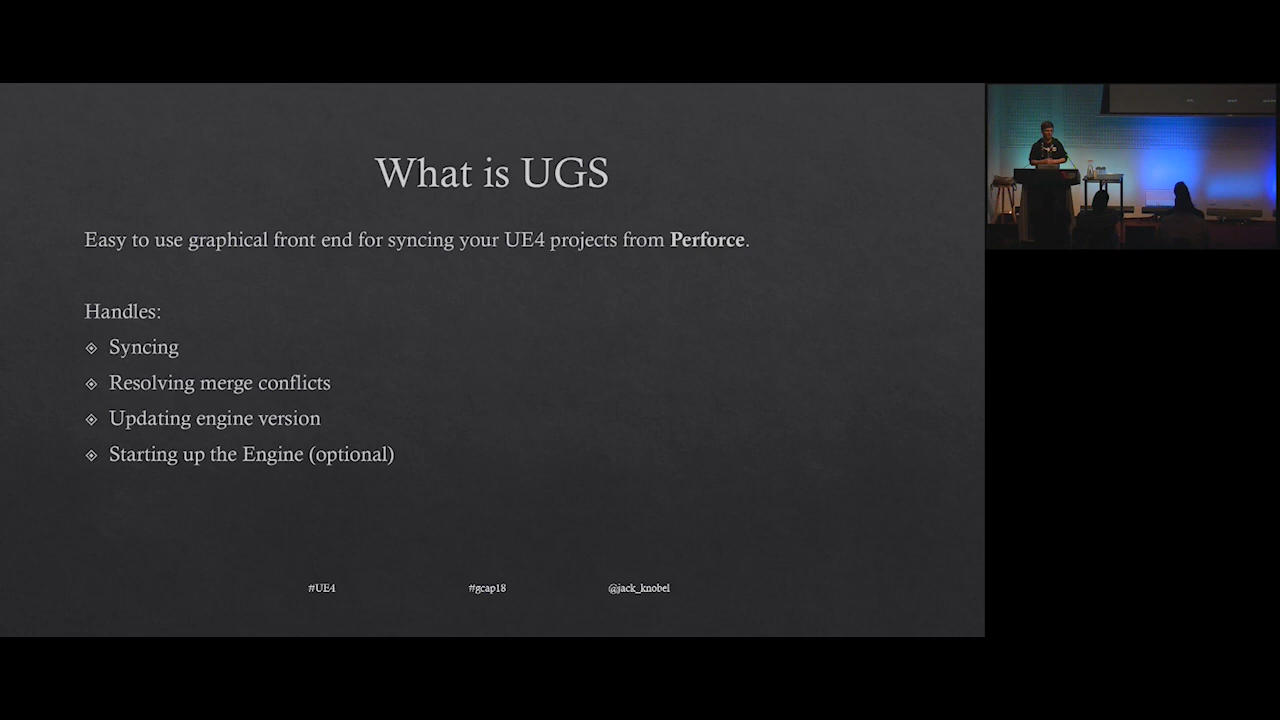 What is UGS
Easy to use graphical front end for syncing your UE4 projects from Perforce.
Handles:
Syncing
Resolving merge conflicts
Updating engine version
Starting up the Engine (optional)
#UE4
#gcap18
@jack_knobel